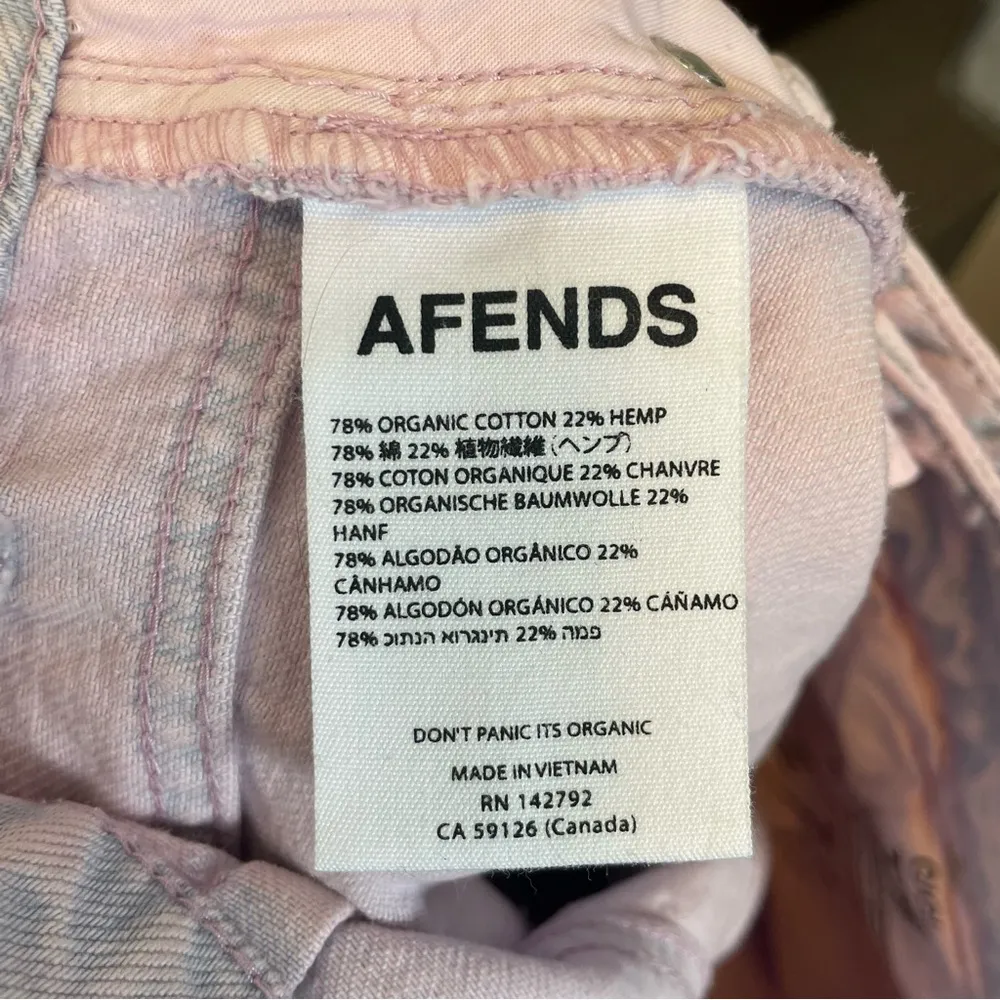 AFENDS
78% ORGANIC COTTON 22% HEMP
78% 綿 22% 植物繊維 (ヘンプ)
78% COTON ORGANIQUE 22% CHANVRE
78% ORGANISCHE BAUMWOLLE 22%
HANF
78% ALGODÃO ORGÂNICO 22%
CÂNHAMO
78% ALGODÓN ORGÁNICO 22% CÁÑAMO
78% כותנה אורגנית 22% המפ
DON'T PANIC ITS ORGANIC
MADE IN VIETNAM
RN 142792
CA 59126 (Canada)